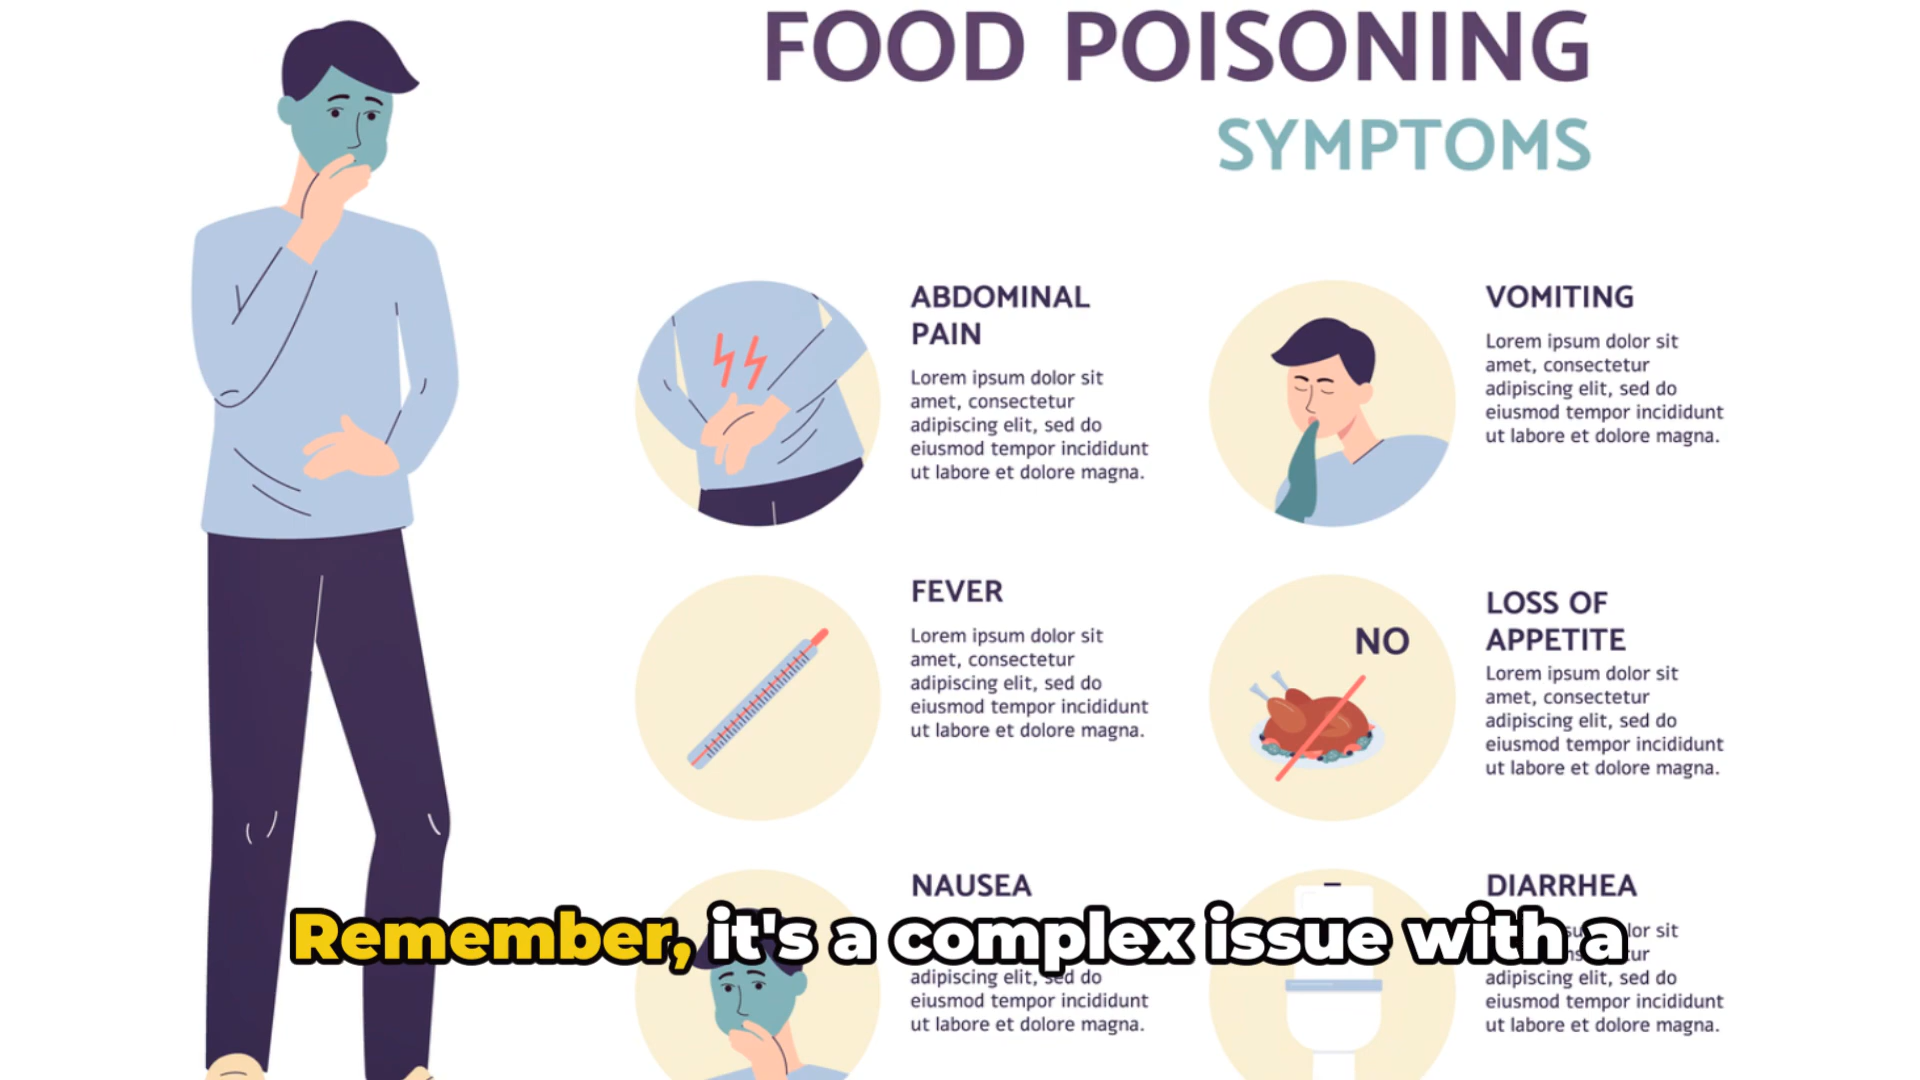 FOOD POISONING
SYMPTOMS
ABDOMINAL
PAIN
Lorem ipsum dolor sit
amet, consectetur
adipiscing elit, sed do
eiusmod tempor incididunt
ut labore et dolore magna.
VOMITING
Lorem ipsum dolor sit
amet, consectetur
adipiscing elit, sed do
eiusmod tempor incididunt
ut labore et dolore magna.
FEVER
Lorem ipsum dolor sit
amet, consectetur
adipiscing elit, sed do
eiusmod tempor incididunt
ut labore et dolore magna.
NO
LOSS OF
APPETITE
Lorem ipsum dolor sit
amet, consectetur
adipiscing elit, sed do
eiusmod tempor incididunt
ut labore et dolore magna.
NAUSEA
adipiscing elit, sed do
eiusmod tempor incididunt
ut labore et dolore magna.
DIARRHEA
sit
adipiscing elit, sed do
eiusmod tempor incididunt
ut labore et dolore magna.
Remember, it's a complex issue with a